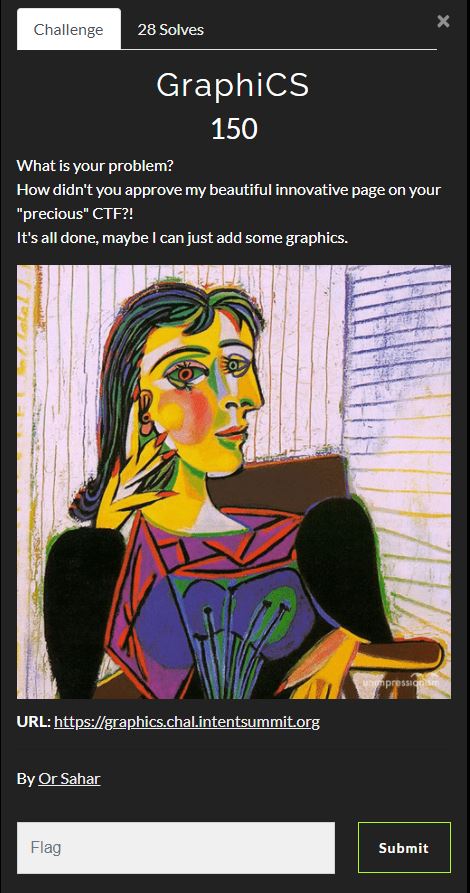 Challenge
28 Solves
×
GraphiCS
150
What is your problem?
How didn't you approve my beautiful innovative page on your
"precious" CTF?!
It's all done, maybe I can just add some graphics.
unimpressionism
URL: https://graphics.chal.intentsummit.org
By Or Sahar
Flag
Submit